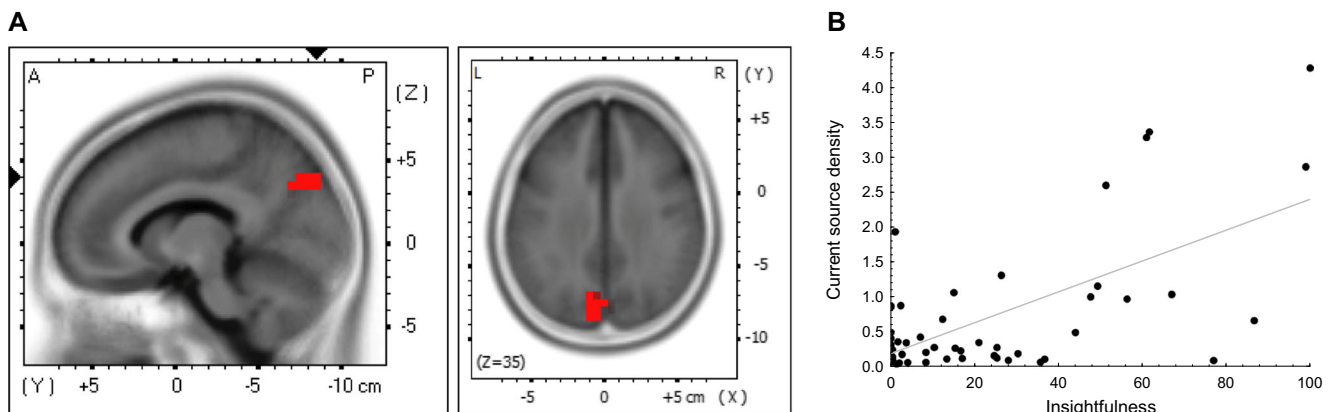 A
B
A P
(Z)
+5
0
-5
(Y) +5 0 -5 -10 cm
L R
(Y)
+5
0
-5
-10
(Z=35)
-5 0 +5 cm (X)
Current source density
4.5
4.0
3.5
3.0
2.5
2.0
1.5
1.0
0.5
0.0
0 20 40 60 80 100
Insightfulness